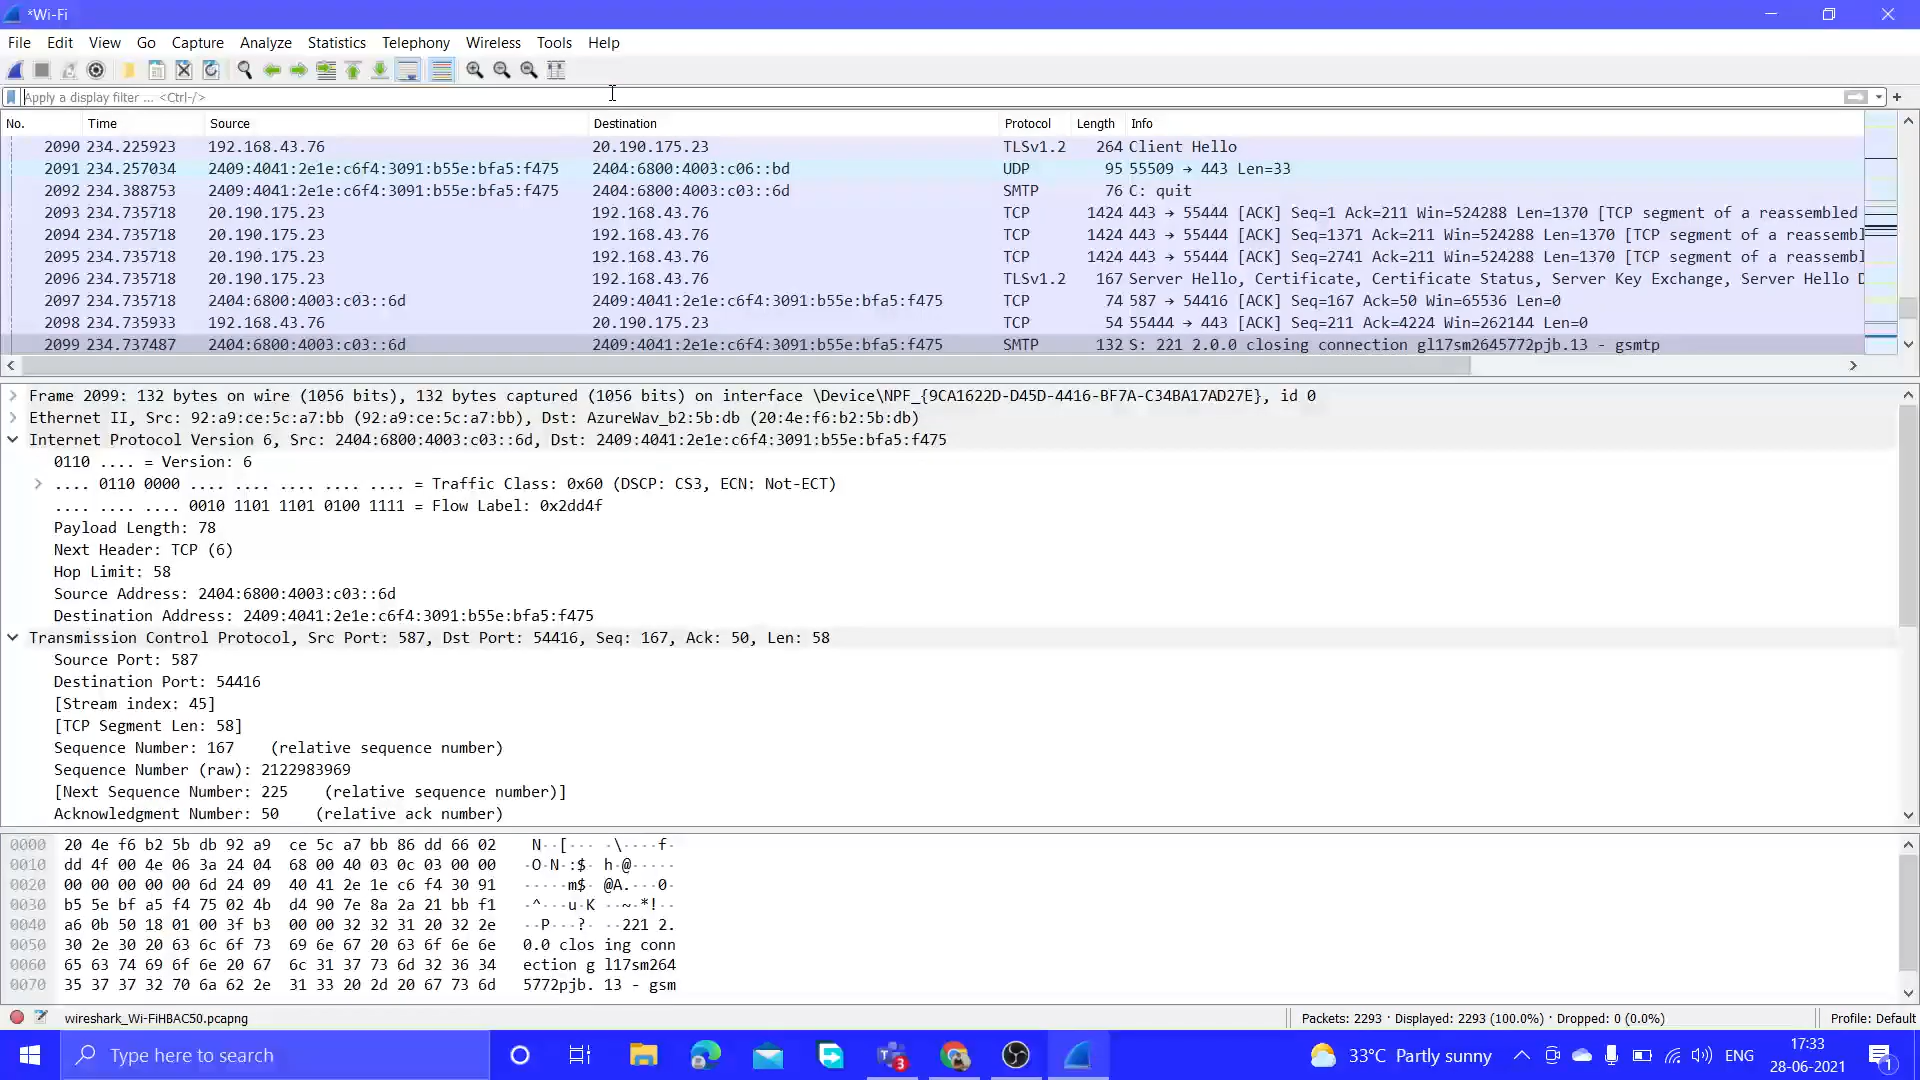 *Wi-Fi
File Edit View Go Capture Analyze Statistics Telephony Wireless Tools Help
Apply a display filter ... <Ctrl-/>
No. Time Source Destination Protocol Length Info
2090 234.225923 192.168.43.76 20.190.175.23 TLSv1.2 264 Client Hello
2091 234.257034 2409:4041:2e1e:c6f4:3091:b55e:bfa5:f475 2404:6800:4003:c06::bd UDP 95 55509 → 443 Len=33
2092 234.388753 2409:4041:2e1e:c6f4:3091:b55e:bfa5:f475 2404:6800:4003:c03::6d SMTP 76 C: quit
2093 234.735718 20.190.175.23 192.168.43.76 TCP 1424 443 → 55444 [ACK] Seq=1 Ack=211 Win=524288 Len=1370 [TCP segment of a reassembled
2094 234.735718 20.190.175.23 192.168.43.76 TCP 1424 443 → 55444 [ACK] Seq=1371 Ack=211 Win=524288 Len=1370 [TCP segment of a reassembl
2095 234.735718 20.190.175.23 192.168.43.76 TCP 1424 443 → 55444 [ACK] Seq=2741 Ack=211 Win=524288 Len=1370 [TCP segment of a reassembl
2096 234.735718 20.190.175.23 192.168.43.76 TLSv1.2 167 Server Hello, Certificate, Certificate Status, Server Key Exchange, Server Hello D
2097 234.735718 2404:6800:4003:c03::6d 2409:4041:2e1e:c6f4:3091:b55e:bfa5:f475 TCP 74 587 → 54416 [ACK] Seq=167 Ack=50 Win=65536 Len=0
2098 234.735933 192.168.43.76 20.190.175.23 TCP 54 55444 → 443 [ACK] Seq=211 Ack=4224 Win=262144 Len=0
2099 234.737487 2404:6800:4003:c03::6d 2409:4041:2e1e:c6f4:3091:b55e:bfa5:f475 SMTP 132 S: 221 2.0.0 closing connection gl17sm2645772pjb.13 - gsmtp
Frame 2099: 132 bytes on wire (1056 bits), 132 bytes captured (1056 bits) on interface \Device\NPF_{9CA1622D-D45D-4416-BF7A-C34BA17AD27E}, id 0
Ethernet II, Src: 92:a9:ce:5c:a7:bb (92:a9:ce:5c:a7:bb), Dst: AzureWav_b2:5b:db (20:4e:f6:b2:5b:db)
Internet Protocol Version 6, Src: 2404:6800:4003:c03::6d, Dst: 2409:4041:2e1e:c6f4:3091:b55e:bfa5:f475
0110 .... = Version: 6
.... 0110 0000 .... .... .... .... .... = Traffic Class: 0x60 (DSCP: CS3, ECN: Not-ECT)
.... .... .... 0010 1101 1101 0100 1111 = Flow Label: 0x2dd4f
Payload Length: 78
Next Header: TCP (6)
Hop Limit: 58
Source Address: 2404:6800:4003:c03::6d
Destination Address: 2409:4041:2e1e:c6f4:3091:b55e:bfa5:f475
Transmission Control Protocol, Src Port: 587, Dst Port: 54416, Seq: 167, Ack: 50, Len: 58
Source Port: 587
Destination Port: 54416
[Stream index: 45]
[TCP Segment Len: 58]
Sequence Number: 167    (relative sequence number)
Sequence Number (raw): 2122983969
[Next Sequence Number: 225    (relative sequence number)]
Acknowledgment Number: 50    (relative ack number)
0000 20 4e f6 b2 5b db 92 a9 ce 5c a7 bb 86 dd 66 02 N··[··· ·\····f·
0010 dd 4f 00 4e 06 3a 24 04 68 00 40 03 0c 03 00 00 ·O·N·:$· h·@·····
0020 00 00 00 00 00 6d 24 09 40 41 2e 1e c6 f4 30 91 ·····m$· @A.···0·
0030 b5 5e bf a5 f4 75 02 4b d4 90 7e 8a 2a 21 bb f1 ·^···u·K ··~·*!··
0040 a6 0b 50 18 01 00 3f b3 00 00 32 32 31 20 32 2e ··P···?· ··221 2.
0050 30 2e 30 20 63 6c 6f 73 69 6e 67 20 63 6f 6e 6e 0.0 clos ing conn
0060 65 63 74 69 6f 6e 20 67 6c 31 37 73 6d 32 36 34 ection g l17sm264
0070 35 37 37 32 70 6a 62 2e 31 33 20 2d 20 67 73 6d 5772pjb. 13 - gsm
wireshark_Wi-FiHBAC50.pcapng Packets: 2293 · Displayed: 2293 (100.0%) · Dropped: 0 (0.0%) Profile: Default
Type here to search 3 33°C Partly sunny ENG 17:33
28-06-2021 1